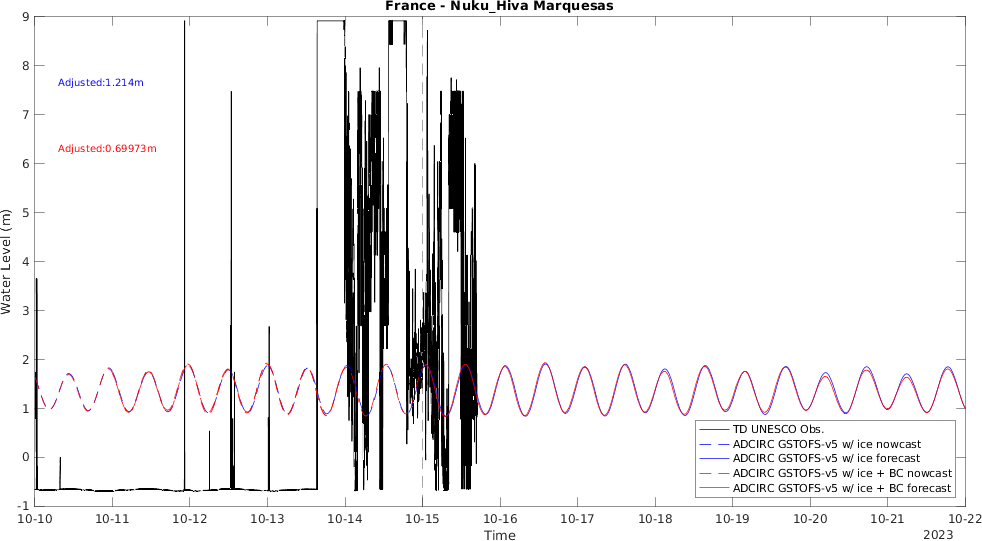 France - Nuku_Hiva Marquesas
9
8
7
6
5
4
3
2
1
0
-1
Water Level (m)
Adjusted:1.214m
Adjusted:0.69973m
TD UNESCO Obs.
ADCIRC GSTOFS-v5 w/ ice nowcast
ADCIRC GSTOFS-v5 w/ ice forecast
ADCIRC GSTOFS-v5 w/ ice + BC nowcast
ADCIRC GSTOFS-v5 w/ ice + BC forecast
10-10 10-11 10-12 10-13 10-14 10-15 10-16 10-17 10-18 10-19 10-20 10-21 10-22
Time
2023